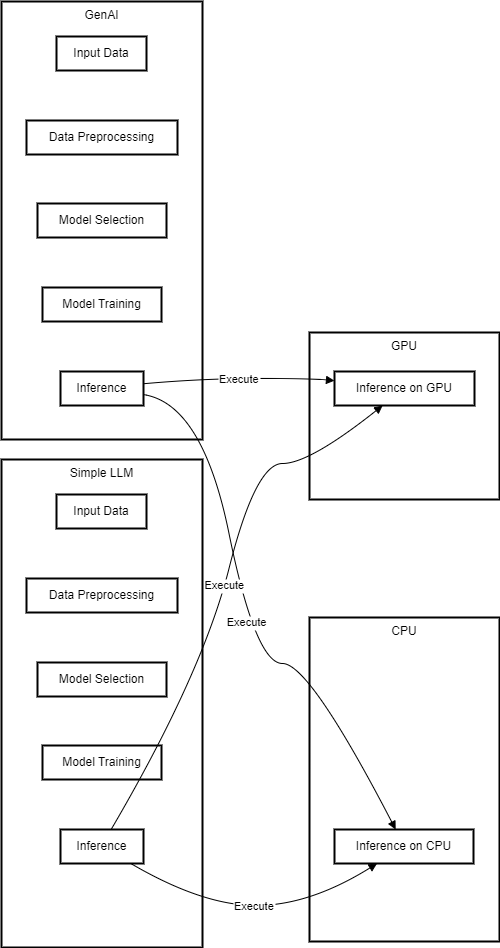 GenAI
Input Data
Data Preprocessing
Model Selection
Model Training
Inference
Execute
GPU
Inference on GPU
Simple LLM
Input Data
Data Preprocessing
Model Selection
Model Training
Inference
Execute
Execute
Execute
CPU
Inference on CPU